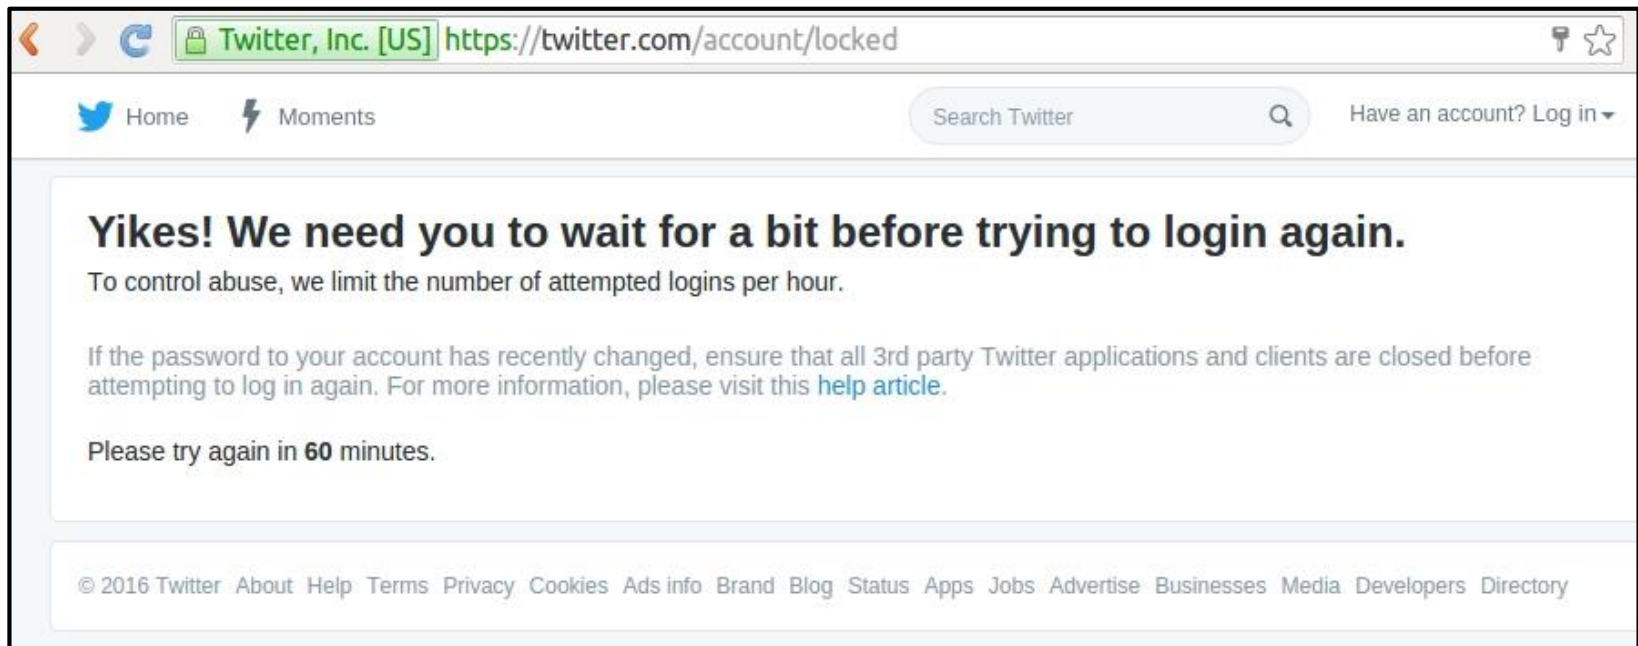 Twitter, Inc. [US] https://twitter.com/account/locked
Home Moments Search Twitter Have an account? Log in
Yikes! We need you to wait for a bit before trying to login again.
To control abuse, we limit the number of attempted logins per hour.
If the password to your account has recently changed, ensure that all 3rd party Twitter applications and clients are closed before
attempting to log in again. For more information, please visit this help article.
Please try again in 60 minutes.
© 2016 Twitter About Help Terms Privacy Cookies Ads info Brand Blog Status Apps Jobs Advertise Businesses Media Developers Directory